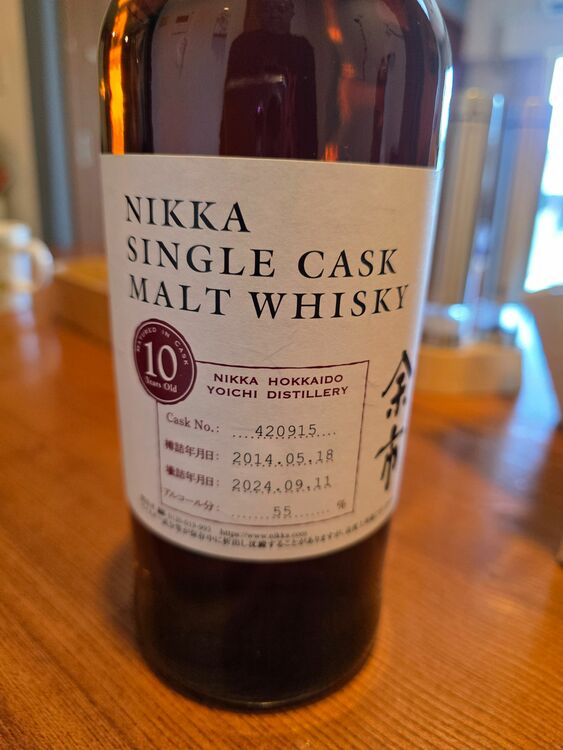 NIKKA
SINGLE CASK
MALT WHISKY
MATURED IN CASK
10
Years Old
NIKKA HOKKAIDO
YOICHI DISTILLERY
Cask No.: 420915
樽詰年月日: 2014.05.18
瓶詰年月日: 2024.09.11
アルコール分: 55 %
余市
https://www.nikka.com